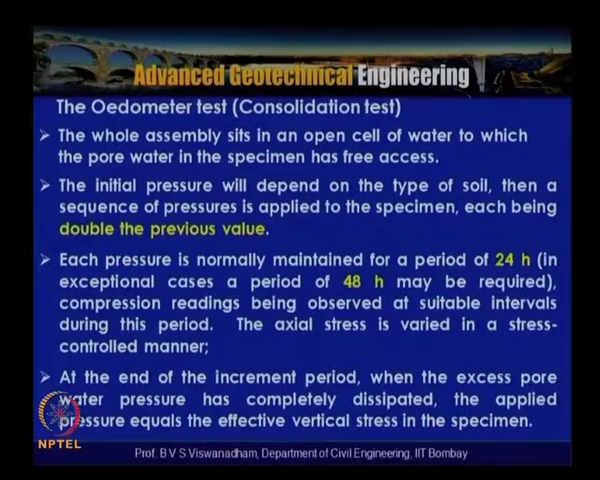 Advanced Geotechnical Engineering
The Oedometer test (Consolidation test)
➤ The whole assembly sits in an open cell of water to which
the pore water in the specimen has free access.
➤ The initial pressure will depend on the type of soil, then a
sequence of pressures is applied to the specimen, each being
double the previous value.
➤ Each pressure is normally maintained for a period of 24 h (in
exceptional cases a period of 48 h may be required),
compression readings being observed at suitable intervals
during this period. The axial stress is varied in a stress-
controlled manner;
➤ At the end of the increment period, when the excess pore
water pressure has completely dissipated, the applied
pressure equals the effective vertical stress in the specimen.
NPTEL
Prof. B V S Viswanadham, Department of Civil Engineering, IIT Bombay